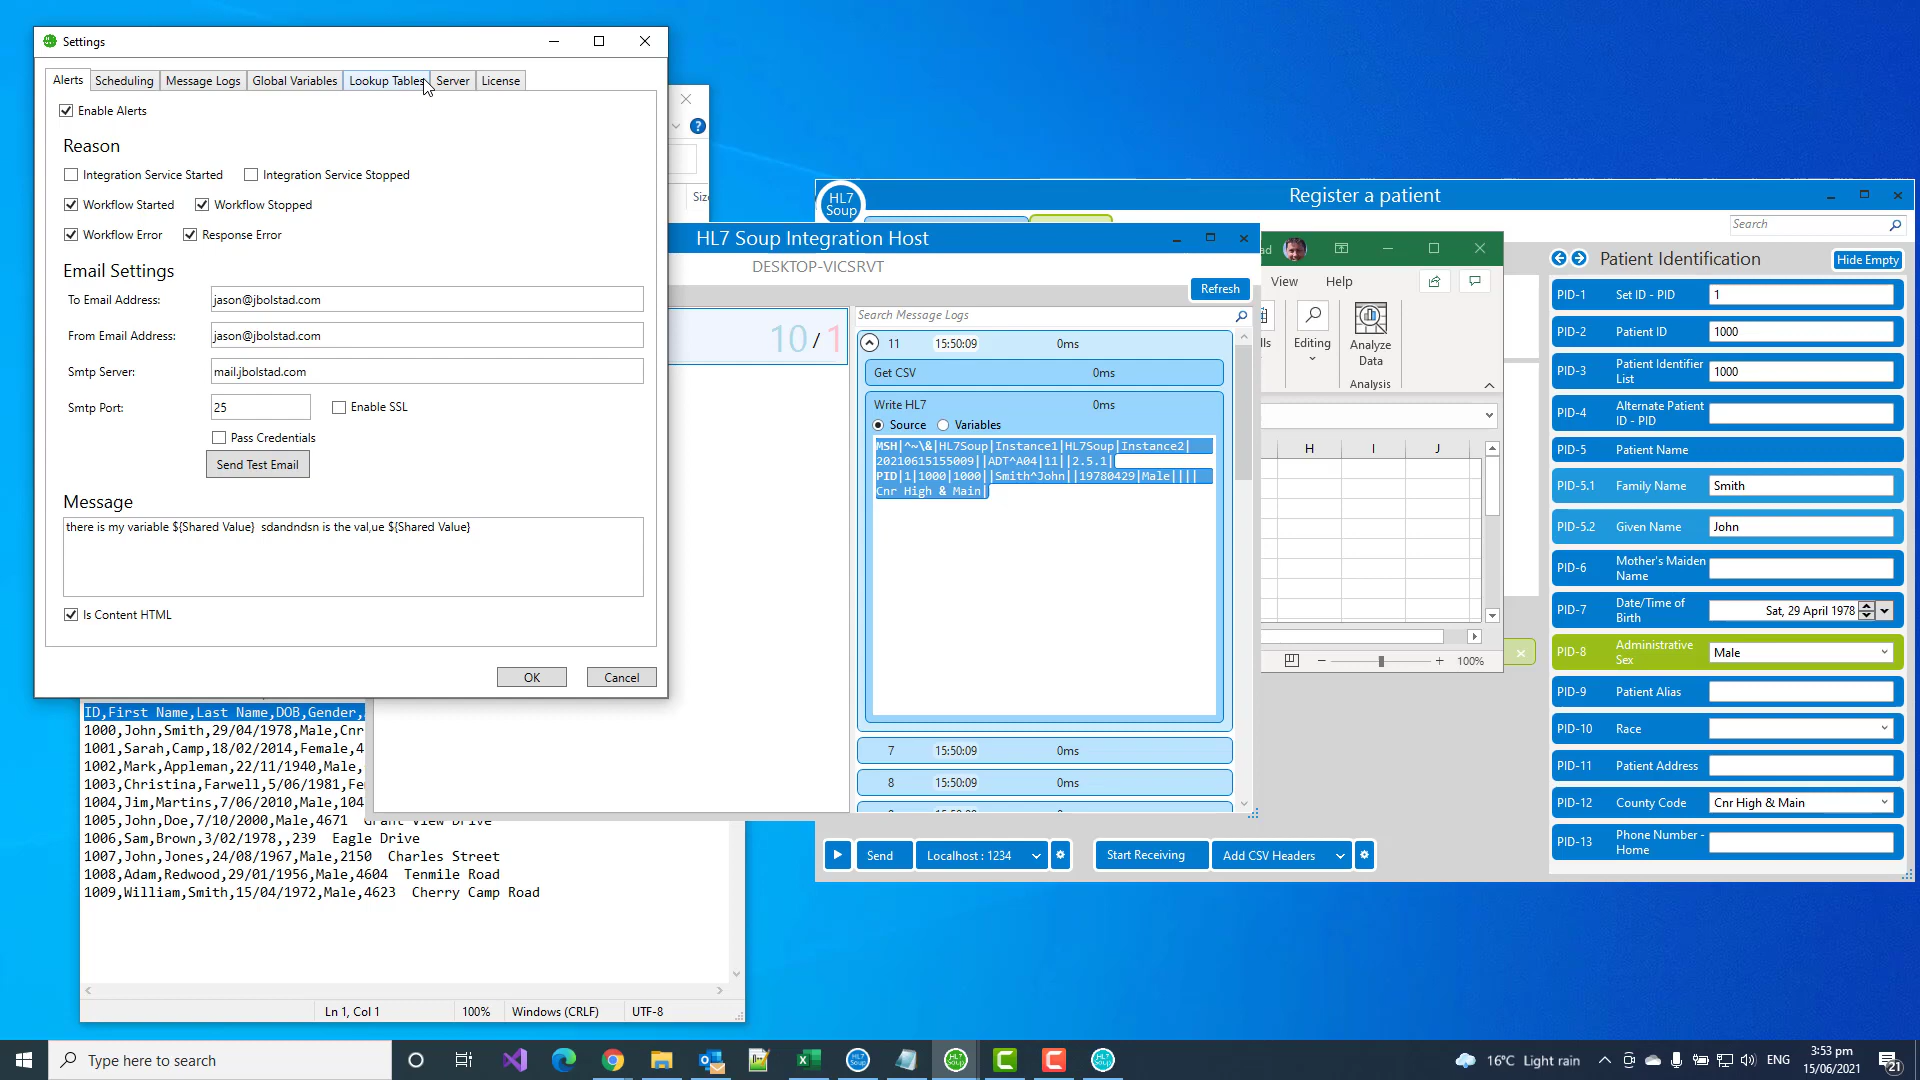 Settings
Alerts Scheduling Message Logs Global Variables Lookup Tables Server License
Enable Alerts
Reason
Integration Service Started Integration Service Stopped
Workflow Started Workflow Stopped
Workflow Error Response Error
Email Settings
To Email Address: jason@jbolstad.com
From Email Address: jason@jbolstad.com
Smtp Server: mail.jbolstad.com
Smtp Port: 25 Enable SSL
Pass Credentials
Send Test Email
Message
there is my variable ${Shared Value} sdandndsn is the val,ue ${Shared Value}
Is Content HTML
OK Cancel
ID,First Name,Last Name,DOB,Gender,
1000,John,Smith,29/04/1978,Male,Cnr
1001,Sarah,Camp,18/02/2014,Female,4
1002,Mark,Appleman,22/11/1940,Male,
1003,Christina,Farwell,5/06/1981,Fe
1004,Jim,Martins,7/06/2010,Male,104
1005,John,Doe,7/10/2000,Male,4671 Grant View Drive
1006,Sam,Brown,3/02/1978,,239 Eagle Drive
1007,John,Jones,24/08/1967,Male,2150 Charles Street
1008,Adam,Redwood,29/01/1956,Male,4604 Tenmile Road
1009,William,Smith,15/04/1972,Male,4623 Cherry Camp Road
Ln 1, Col 1 100% Windows (CRLF) UTF-8
HL7 Soup Integration Host
DESKTOP-VICSRVT
Refresh
10 / 1
Search Message Logs
11 15:50:09 0ms
Get CSV 0ms
Write HL7 0ms
Source Variables
MSH|^~\&|HL7Soup|Instance1|HL7Soup|Instance2|
20210615155009||ADT^A04|11||2.5.1|
PID|1|1000|1000||Smith^John||19780429|Male||||
Cnr High & Main|
7 15:50:09 0ms
8 15:50:09 0ms
View Help
Editing
Analyze
Data
Analysis
H I J
100%
HL7
Soup
Register a patient
Search
Patient Identification Hide Empty
PID-1 Set ID - PID 1
PID-2 Patient ID 1000
PID-3 Patient Identifier List 1000
PID-4 Alternate Patient ID - PID
PID-5 Patient Name
PID-5.1 Family Name Smith
PID-5.2 Given Name John
PID-6 Mother's Maiden Name
PID-7 Date/Time of Birth Sat, 29 April 1978
PID-8 Administrative Sex Male
PID-9 Patient Alias
PID-10 Race
PID-11 Patient Address
PID-12 County Code Cnr High & Main
PID-13 Phone Number - Home
Send Localhost : 1234 Start Receiving Add CSV Headers
Type here to search
16°C Light rain ENG 3:53 pm
15/06/2021
21